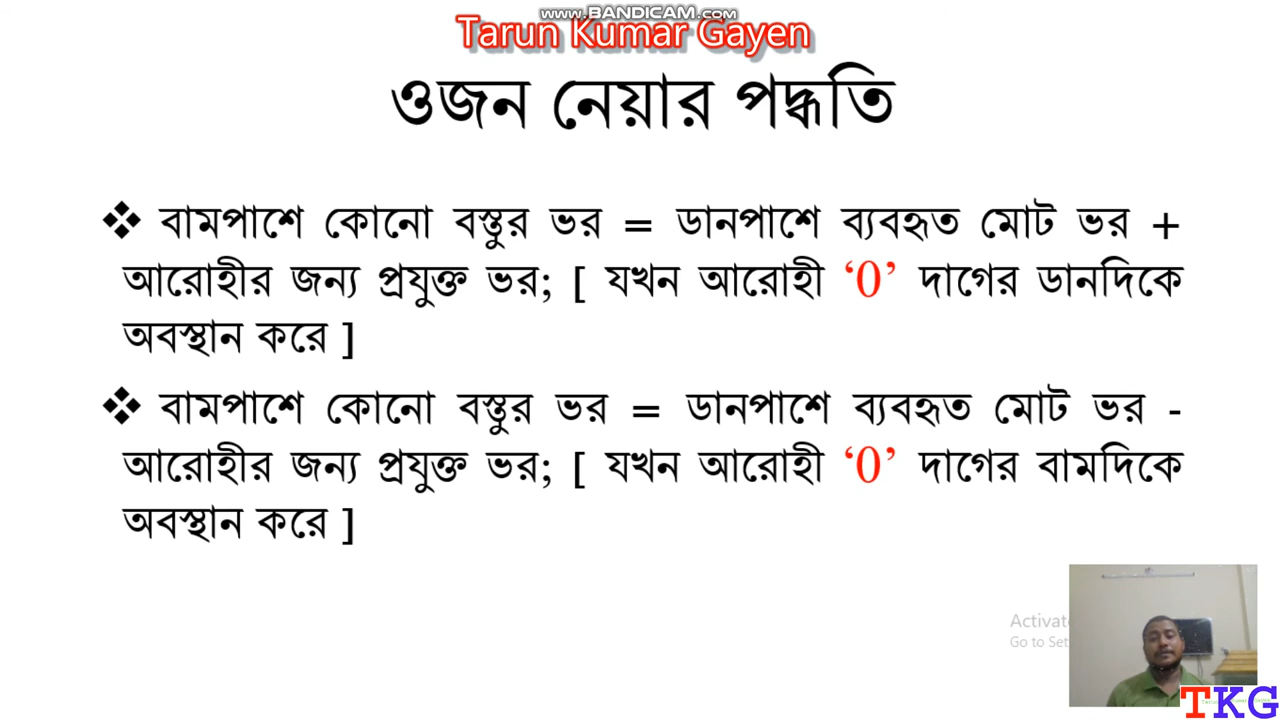 www.BANDICAM.com
Tarun Kumar Gayen
ওজন নেয়ার পদ্ধতি
❖ বামপাশে কোনো বস্তুর ভর = ডানপাশে ব্যবহৃত মোট ভর +
আরোহীর জন্য প্রযুক্ত ভর; [ যখন আরোহী ‘0’ দাগের ডানদিকে
অবস্থান করে ]
❖ বামপাশে কোনো বস্তুর ভর = ডানপাশে ব্যবহৃত মোট ভর -
আরোহীর জন্য প্রযুক্ত ভর; [ যখন আরোহী ‘0’ দাগের বামদিকে
অবস্থান করে ]
Activate
Go to Set
TKG